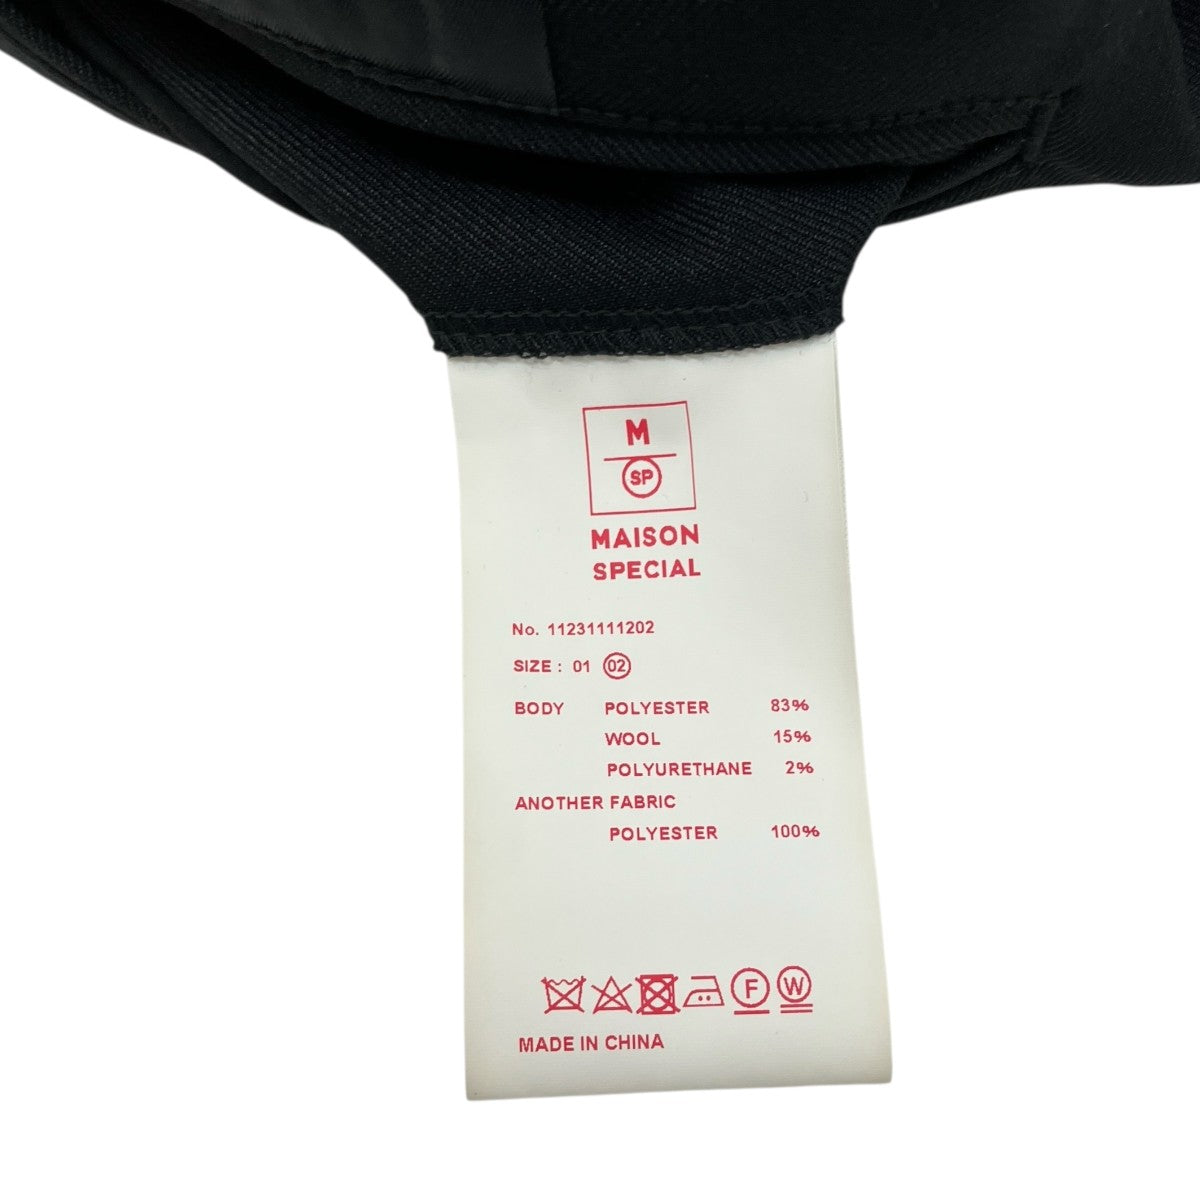 M
SP
MAISON
SPECIAL
No. 11231111202
SIZE : 01 02
BODY POLYESTER 83%
WOOL 15%
POLYURETHANE 2%
ANOTHER FABRIC
POLYESTER 100%
F W
MADE IN CHINA